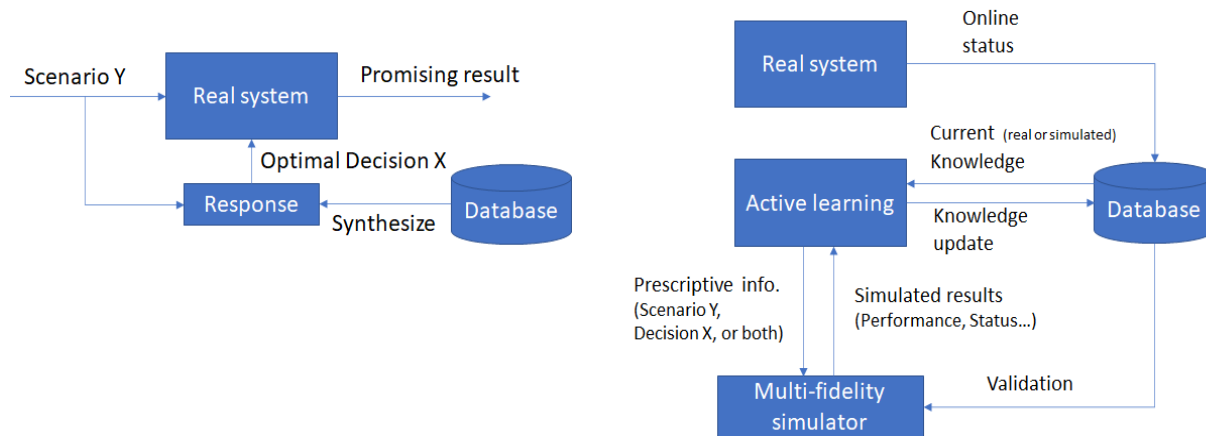 Scenario Y
Real system
Promising result
Optimal Decision X
Response
Synthesize
Database
Online
status
Real system
Current (real or simulated)
Knowledge
Active learning
Knowledge
update
Database
Prescriptive info.
(Scenario Y,
Decision X, or both)
Simulated results
(Performance, Status...)
Multi-fidelity
simulator
Validation